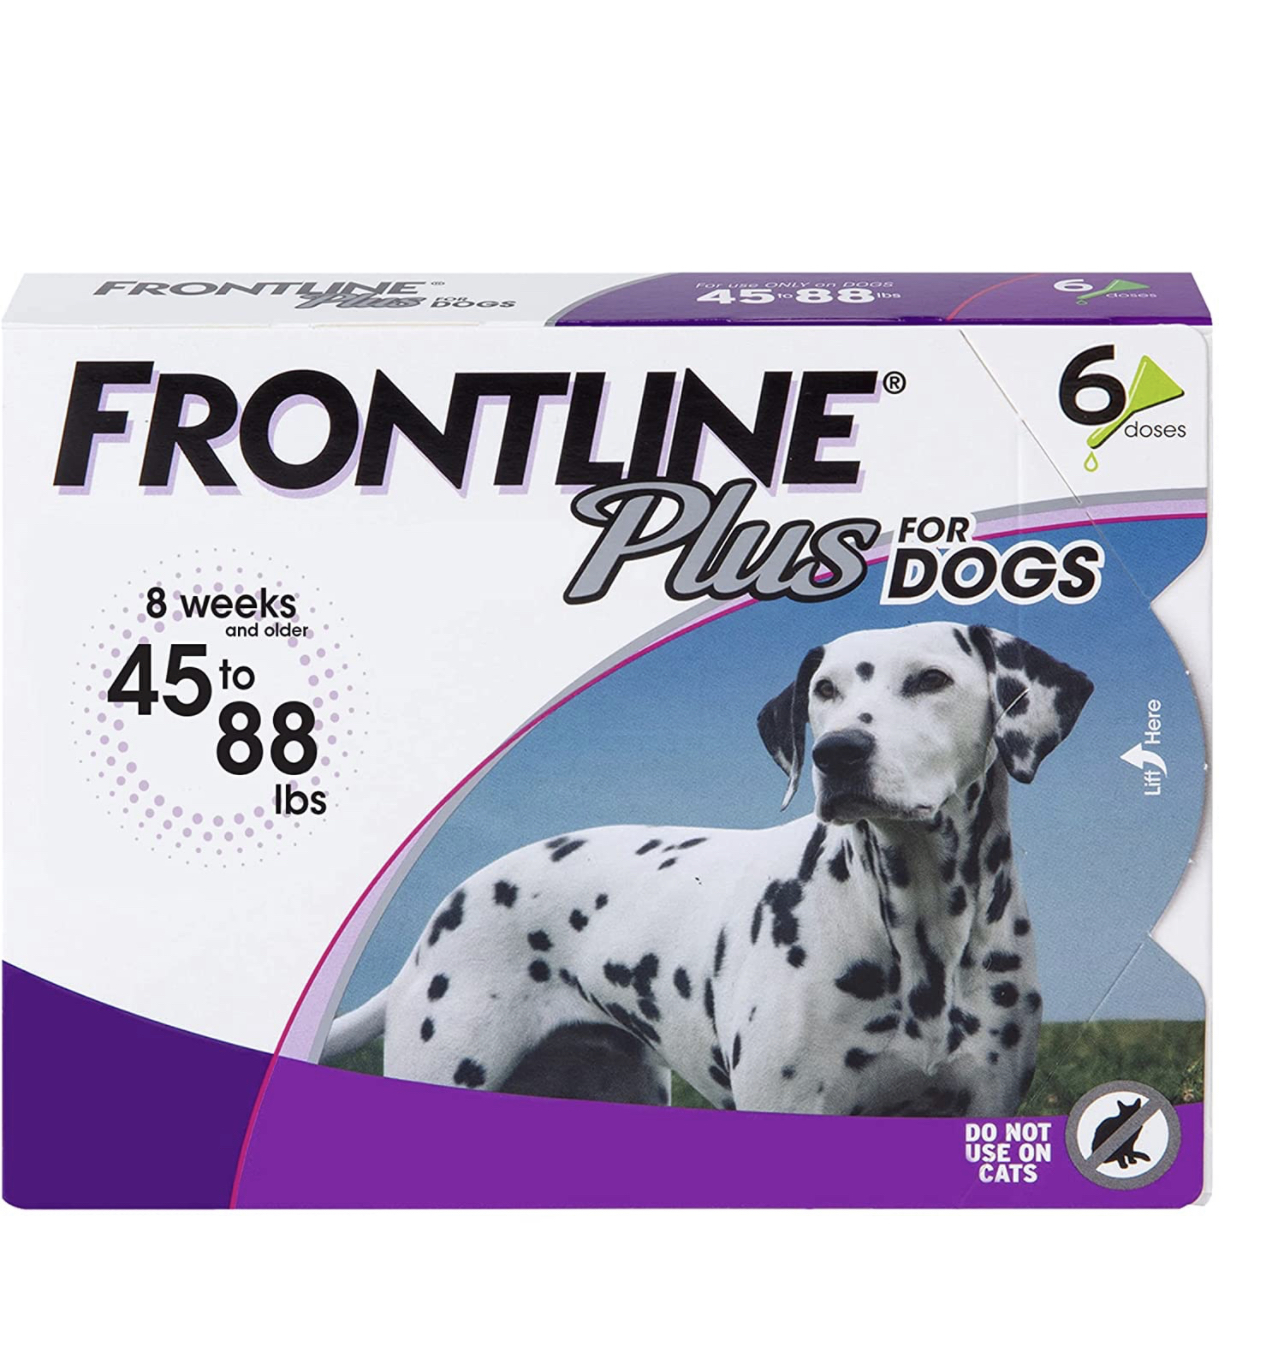 FRONTLINE®
Plus FOR DOGS
For use ONLY on DOGS
45 to 88 lbs
6 doses
FRONTLINE®
Plus FOR
DOGS
6
doses
8 weeks
and older
45 to
88
lbs
Lift Here
DO NOT
USE ON
CATS